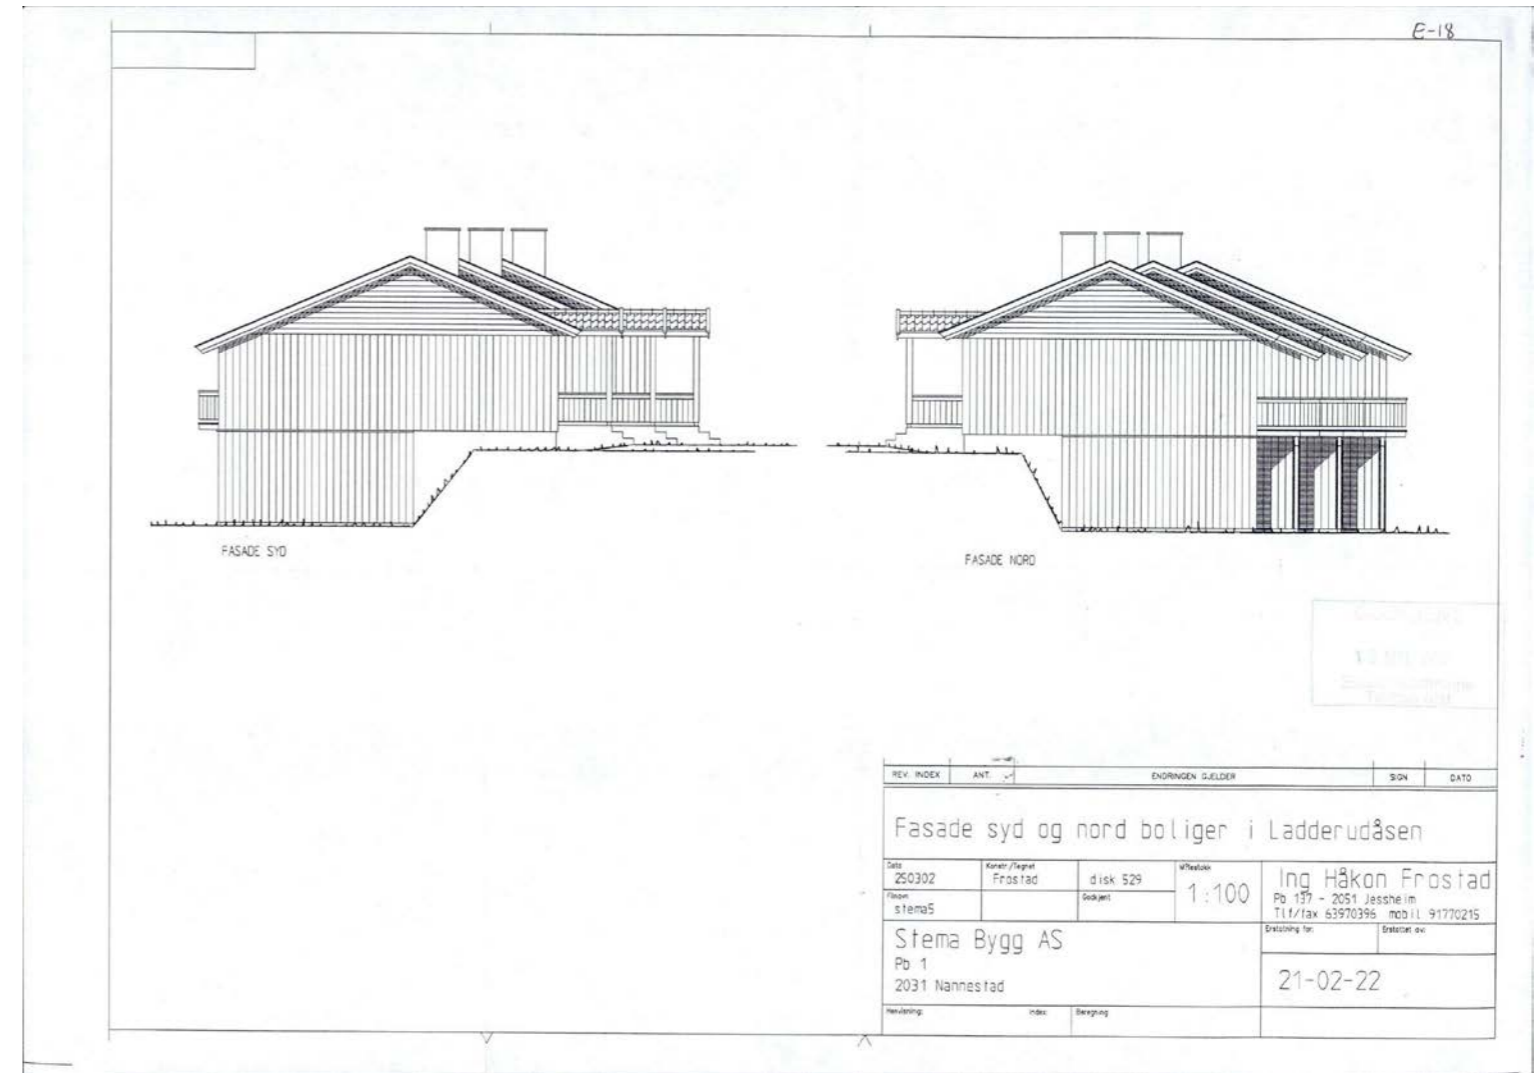 E-18
FASADE SYD
FASADE NORD
REV. INDEX ANT. ENDRINGEN GJELDER SIGN DATO
Fasade syd og nord boliger i Ladderudåsen
Dato Konstr./Tegnet Målestokk
250302 Frostad disk 529 1:100 Ing Håkon Frostad
Filnavn Godkjent Pb 137 - 2051 Jessheim
stema5 Tlf/fax 63970396 mobil 91770215
Stema Bygg AS Erstatning for: Erstattet av:
Pb 1
2031 Nannestad 21-02-22
Henvisning: Index: Beregning